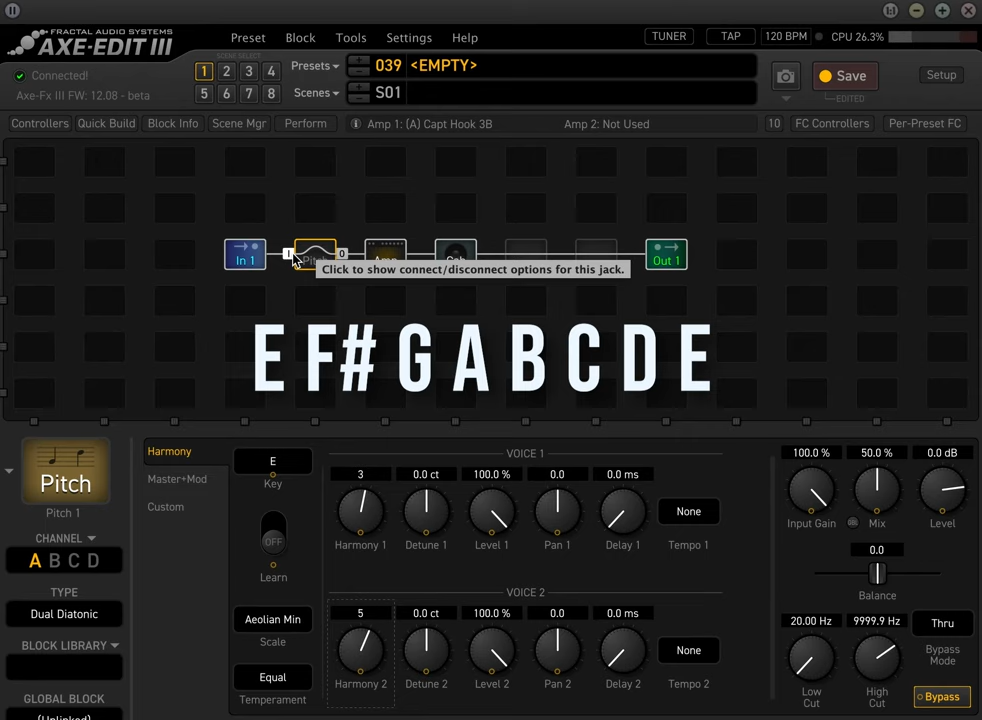 1:1
FRACTAL AUDIO SYSTEMS
AXE-EDIT III
Preset Block Tools Settings Help
TUNER TAP 120 BPM CPU 26.3%
Connected!
Axe-Fx III FW: 12.08 - beta
SCENE SELECT
1 2 3 4
5 6 7 8
Presets 039 <EMPTY>
Scenes S01
Save
EDITED
Setup
Controllers Quick Build Block Info Scene Mgr Perform
Amp 1: (A) Capt Hook 3B Amp 2: Not Used
10 FC Controllers Per-Preset FC
In 1 I Pitch O Amp Cab Out 1
Click to show connect/disconnect options for this jack.
E F# G A B C D E
Pitch
Pitch 1
CHANNEL
A B C D
TYPE
Dual Diatonic
BLOCK LIBRARY
GLOBAL BLOCK
(Unlinked)
Harmony
Master+Mod
Custom
E
Key
OFF
Learn
Aeolian Min
Scale
Equal
Temperament
VOICE 1
3 0.0 ct 100.0 % 0.0 0.0 ms None
Harmony 1 Detune 1 Level 1 Pan 1 Delay 1 Tempo 1
VOICE 2
5 0.0 ct 100.0 % 0.0 0.0 ms None
Harmony 2 Detune 2 Level 2 Pan 2 Delay 2 Tempo 2
100.0 % 50.0 % 0.0 dB
Input Gain Mix Level
0.0
Balance
20.00 Hz 9999.9 Hz Thru
Low Cut High Cut Bypass Mode
Bypass